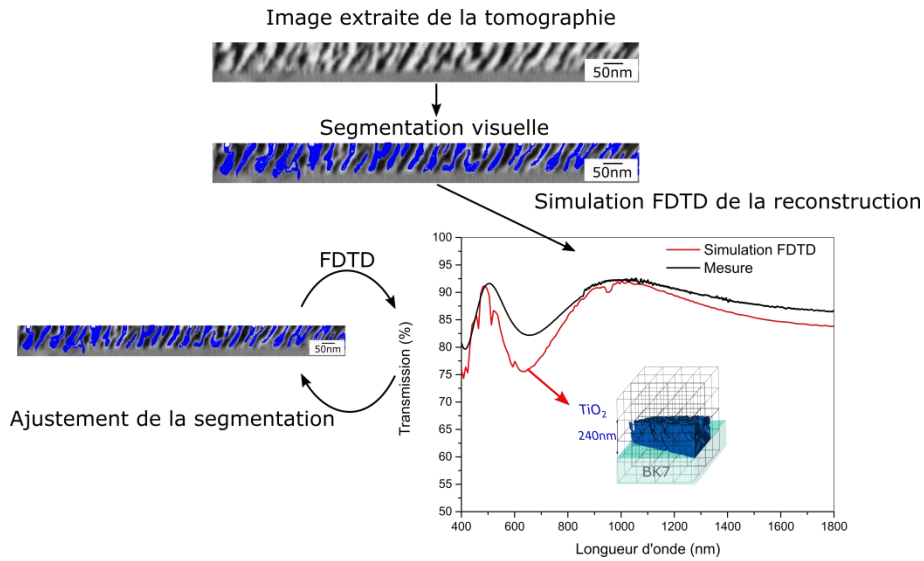 Image extraite de la tomographie
50nm
Segmentation visuelle
50nm
Simulation FDTD de la reconstruction
FDTD
50nm
Ajustement de la segmentation
Transmission (%)
100
95
90
85
80
75
70
65
60
55
50
Simulation FDTD
Mesure
TiO₂
240nm
BK7
400 600 800 1000 1200 1400 1600 1800
Longueur d'onde (nm)